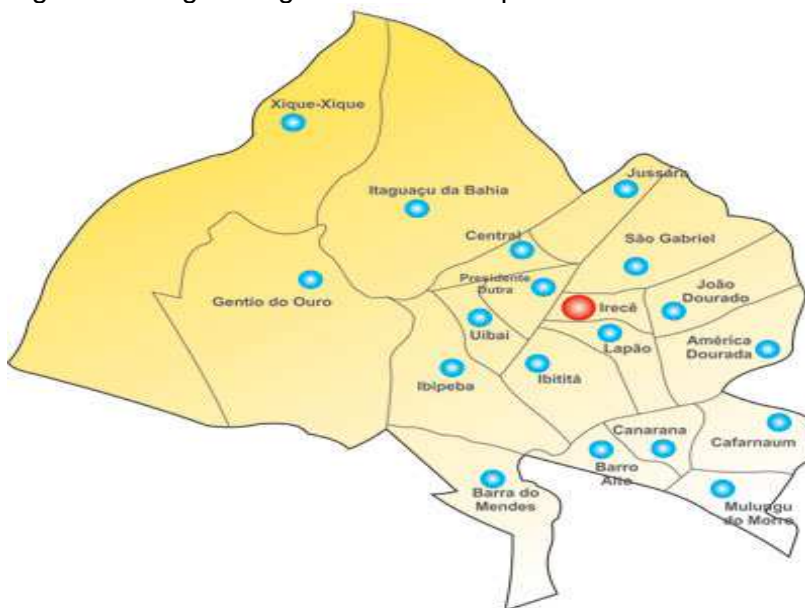 Xique-Xique
Jussara
Itaguaçu da Bahia
Central
São Gabriel
Presidente
Dutra
João
Dourado
Gentio do Ouro
Irecê
Uibai
Lapão
América
Dourada
Ibipeba
Ibititá
Canarana
Cafarnaum
Barro
Alto
Barra do
Mendes
Mulungu
do Morro